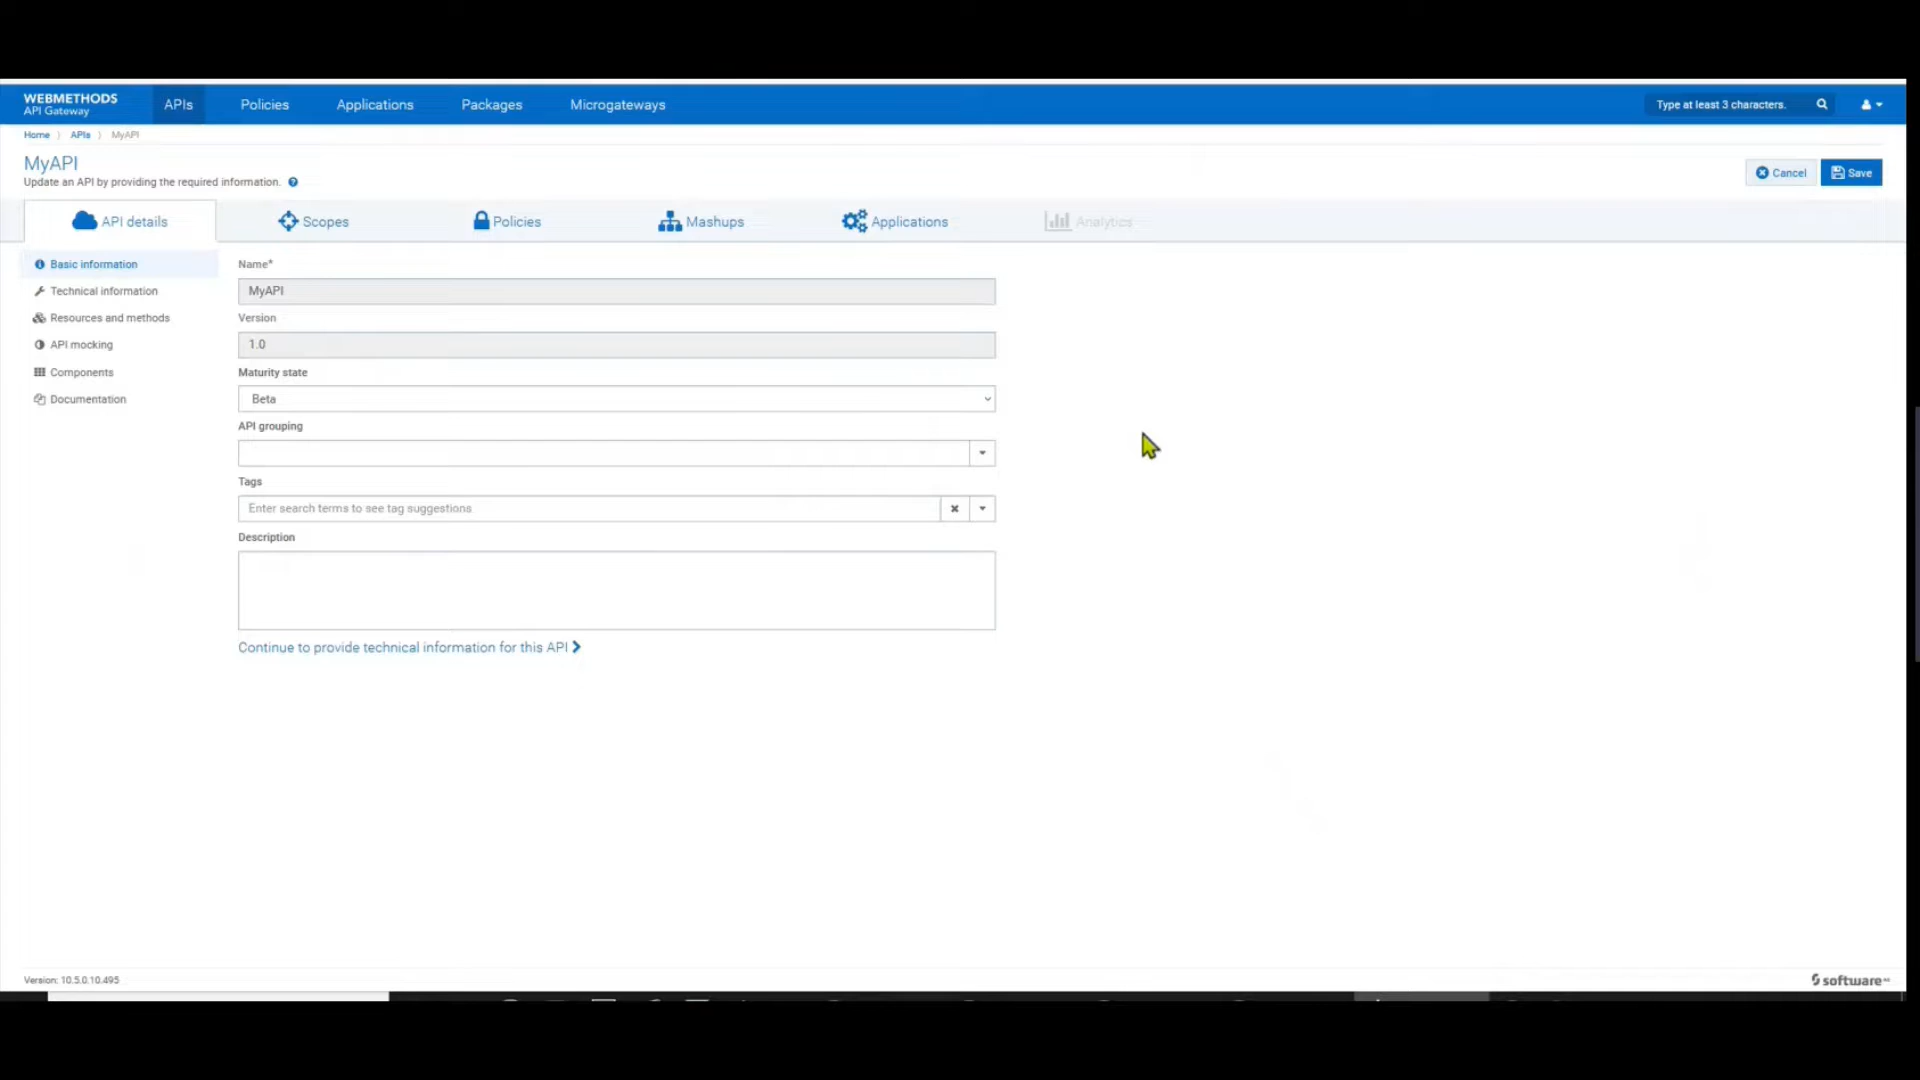 WEBMETHODS
API Gateway
APIs
Policies
Applications
Packages
Microgateways
Type at least 3 characters.
Home
APIs
MyAPI
MyAPI
Update an API by providing the required information.
Cancel
Save
API details
Scopes
Policies
Mashups
Applications
Analytics
Basic information
Technical information
Resources and methods
API mocking
Components
Documentation
Name*
MyAPI
Version
1.0
Maturity state
Beta
API grouping
Tags
Enter search terms to see tag suggestions
Description
Continue to provide technical information for this API
Version: 10.5.0.10.495
software AG